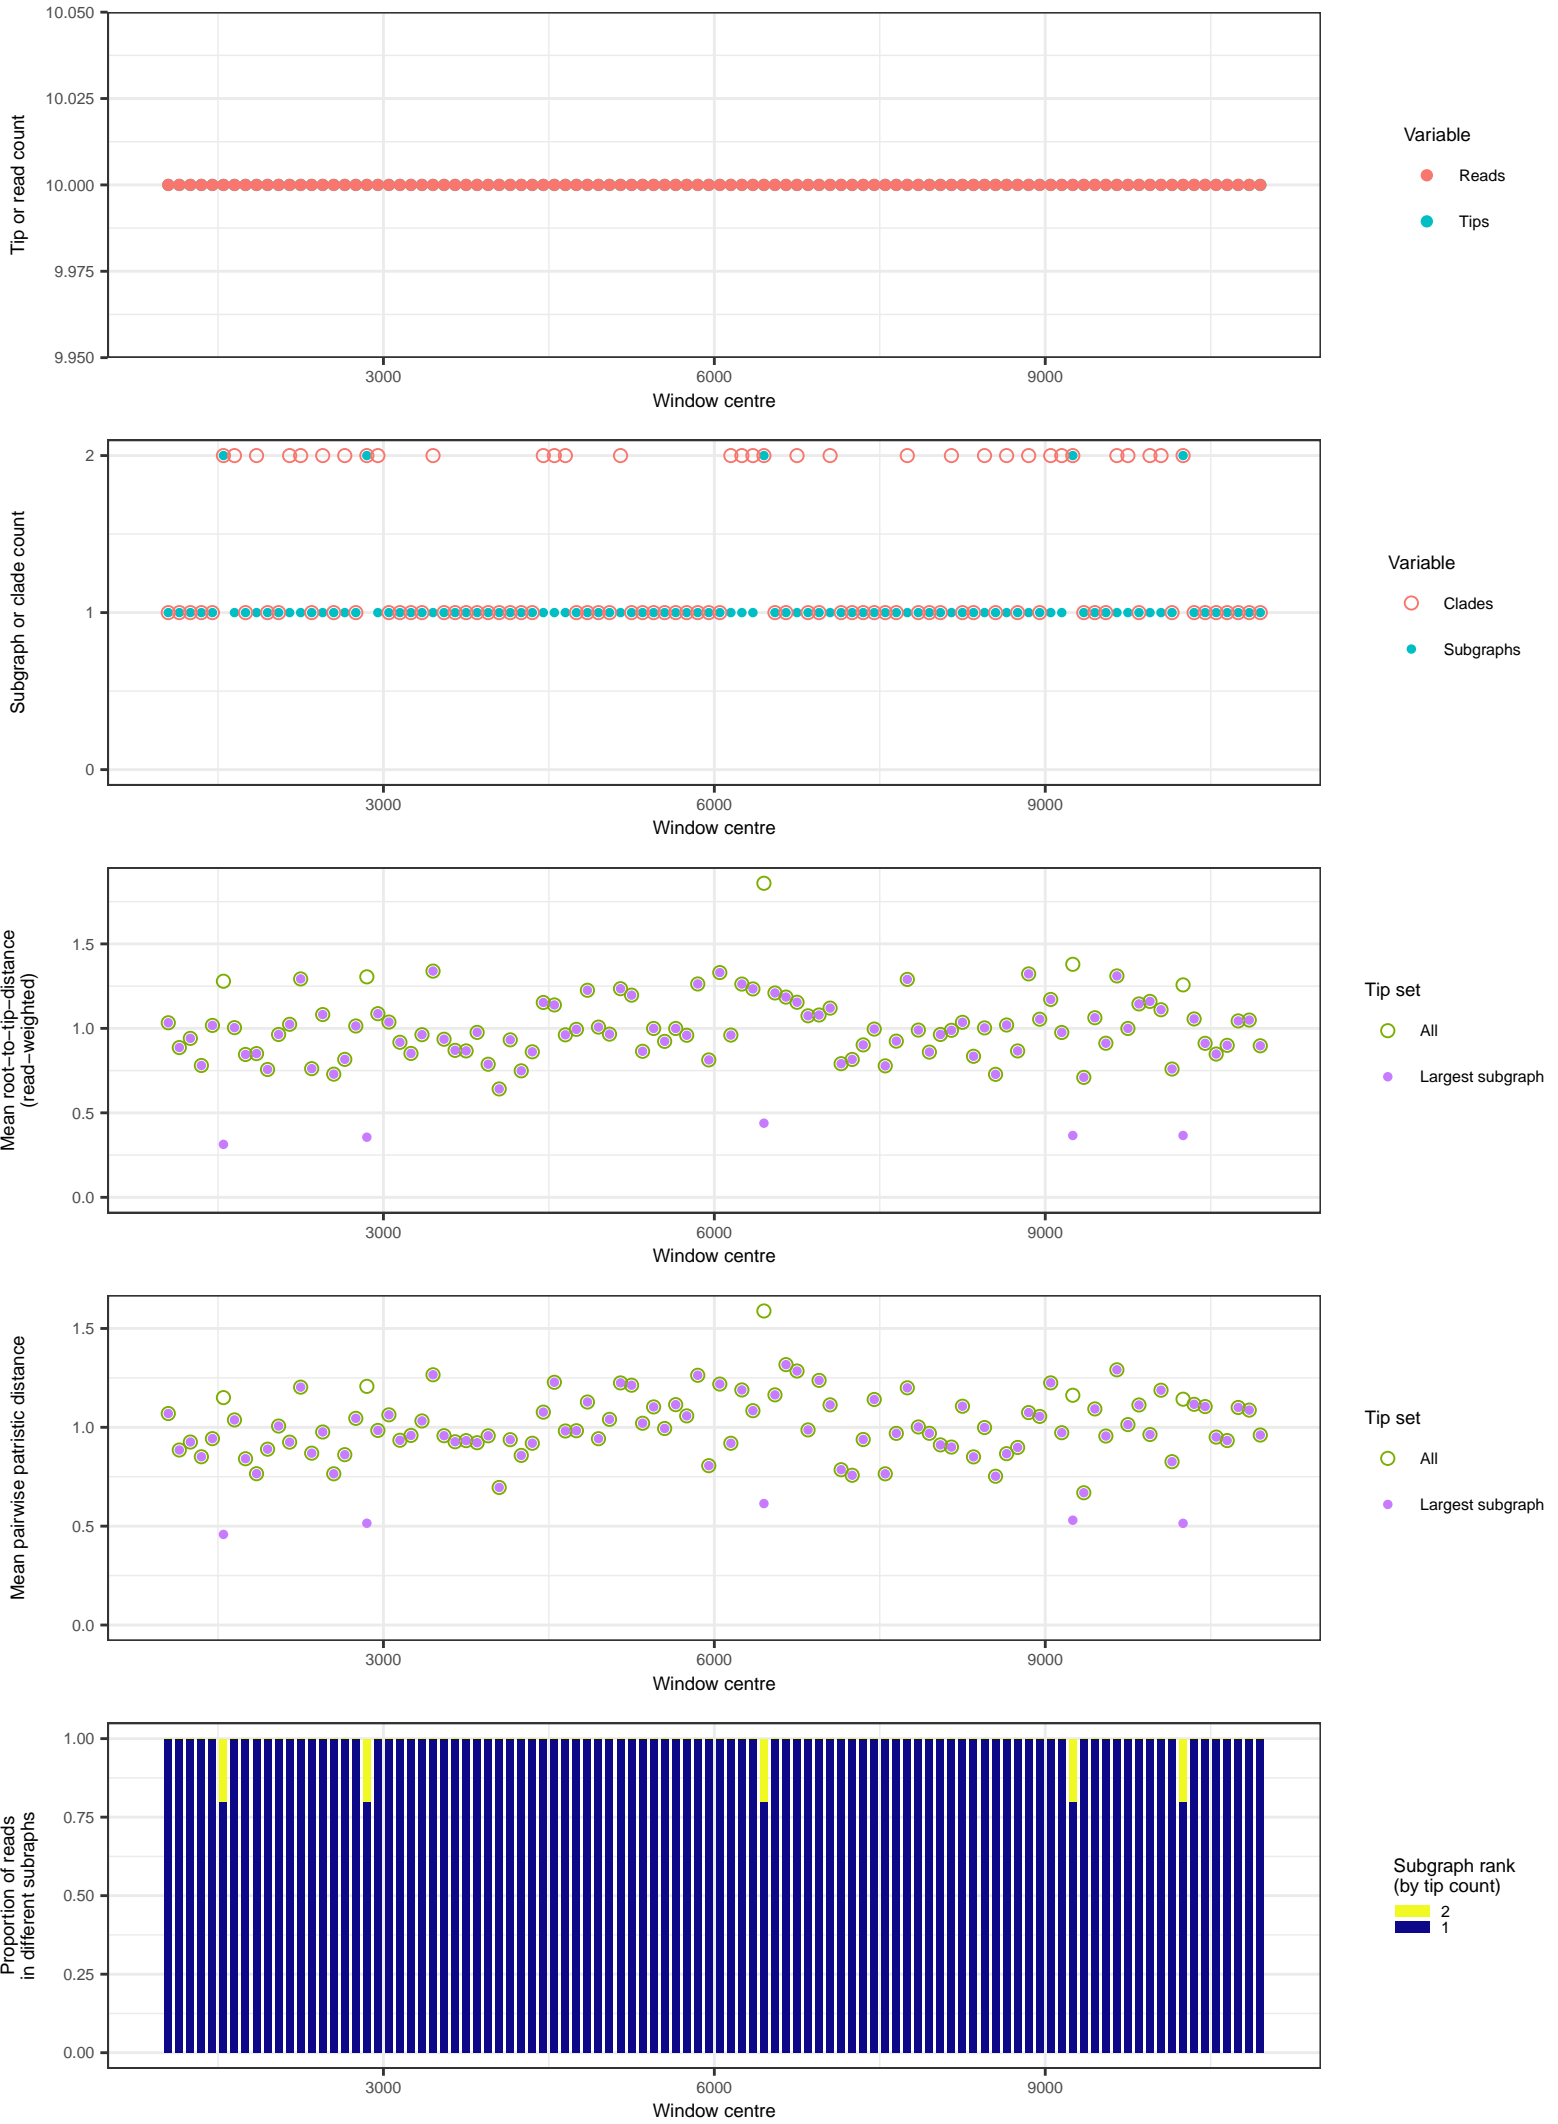 10.050
10.025
10.000
9.975
9.950
Tip or read count
3000
6000
9000
Window centre
Variable
Reads
Tips
2
1
0
Subgraph or clade count
3000
6000
9000
Window centre
Variable
Clades
Subgraphs
1.5
1.0
0.5
0.0
Mean root−to−tip−distance
(read−weighted)
3000
6000
9000
Window centre
Tip set
All
Largest subgraph
1.5
1.0
0.5
0.0
Mean pairwise patristic distance
3000
6000
9000
Window centre
Tip set
All
Largest subgraph
1.00
0.75
0.50
0.25
0.00
Proportion of reads
in different subraphs
3000
6000
9000
Window centre
Subgraph rank
(by tip count)
2
1